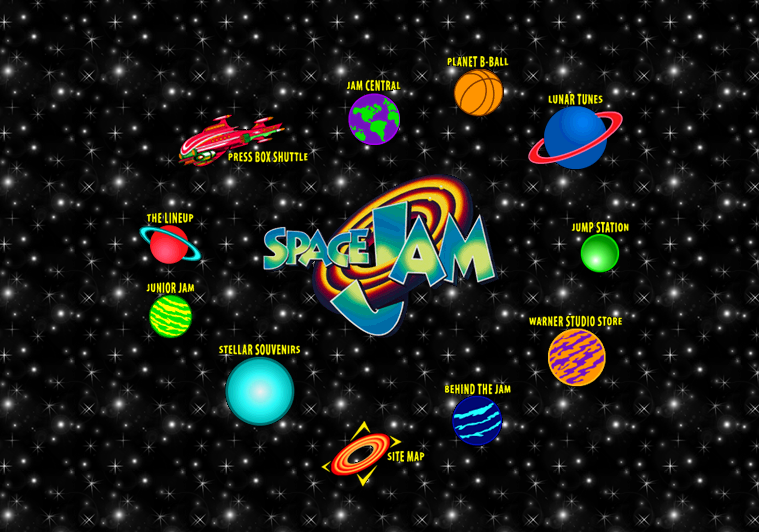 PLANET B-BALL
JAM CENTRAL
LUNAR TUNES
PRESS BOX SHUTTLE
THE LINEUP
SPACE JAM
JUMP STATION
JUNIOR JAM
WARNER STUDIO STORE
STELLAR SOUVENIRS
BEHIND THE JAM
SITE MAP